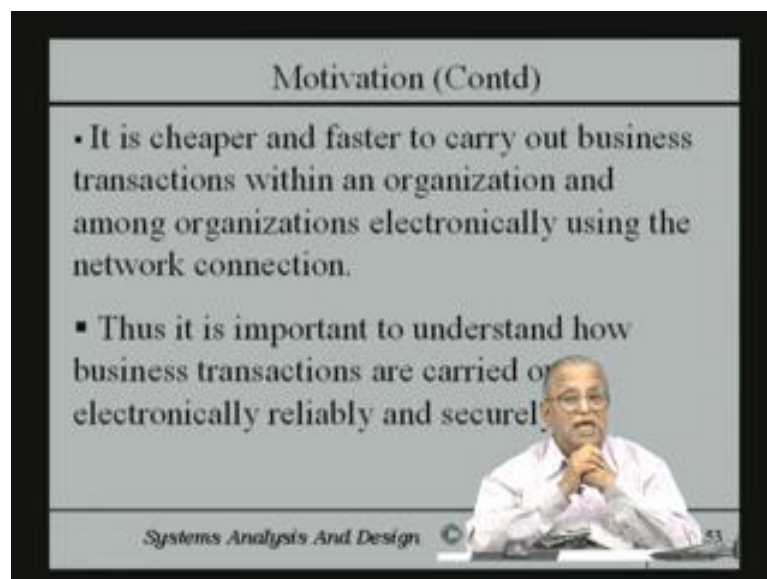 Motivation (Contd)
▪ It is cheaper and faster to carry out business
transactions within an organization and
among organizations electronically using the
network connection.
▪ Thus it is important to understand how
business transactions are carried
electronically reliably and
Systems Analysis And Design ©
53